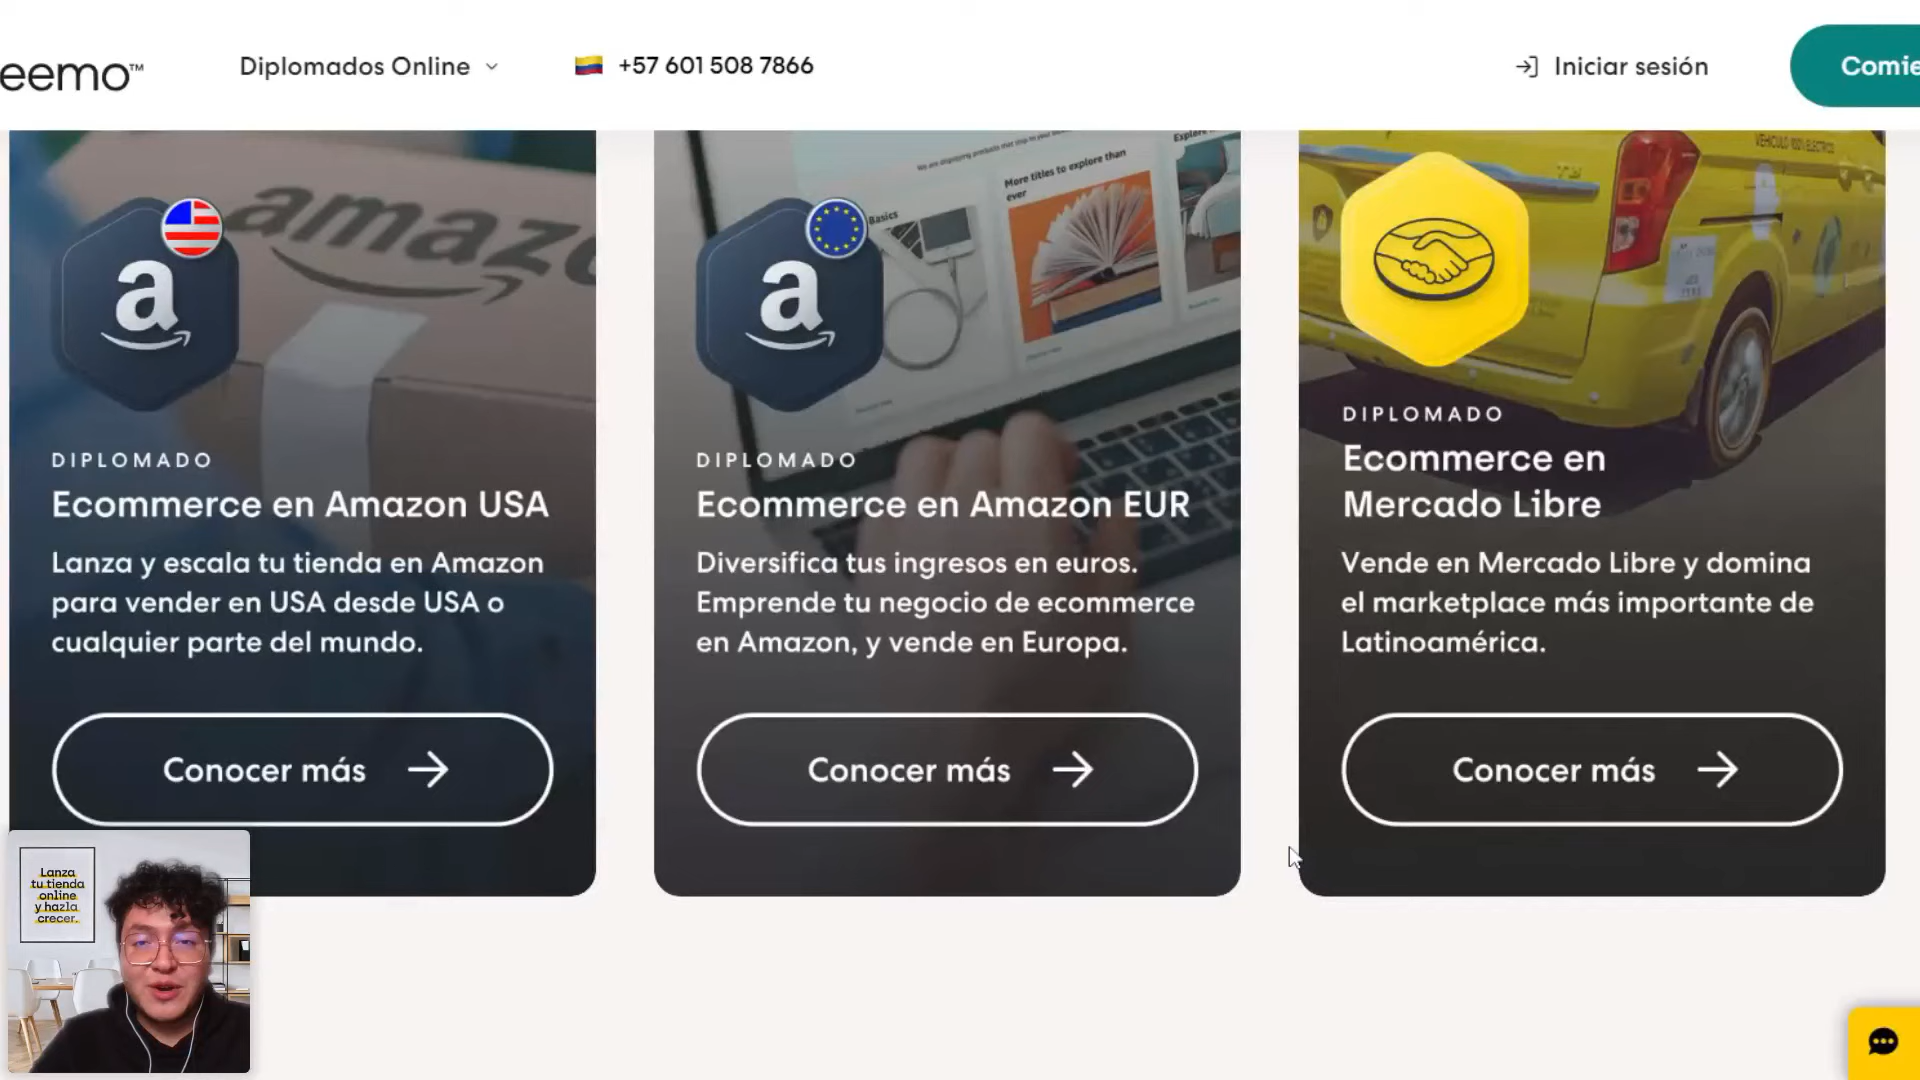 eemo™
Diplomados Online
+57 601 508 7866
Iniciar sesión
Comie
amazo
a
DIPLOMADO
Ecommerce en Amazon USA
Lanza y escala tu tienda en Amazon
para vender en USA desde USA o
cualquier parte del mundo.
Conocer más
More titles to explore than
ever
Basics
a
DIPLOMADO
Ecommerce en Amazon EUR
Diversifica tus ingresos en euros.
Emprende tu negocio de ecommerce
en Amazon, y vende en Europa.
Conocer más
DIPLOMADO
Ecommerce en
Mercado Libre
Vende en Mercado Libre y domina
el marketplace más importante de
Latinoamérica.
Conocer más
Lanza
tu tienda
online
y hazla
crecer.